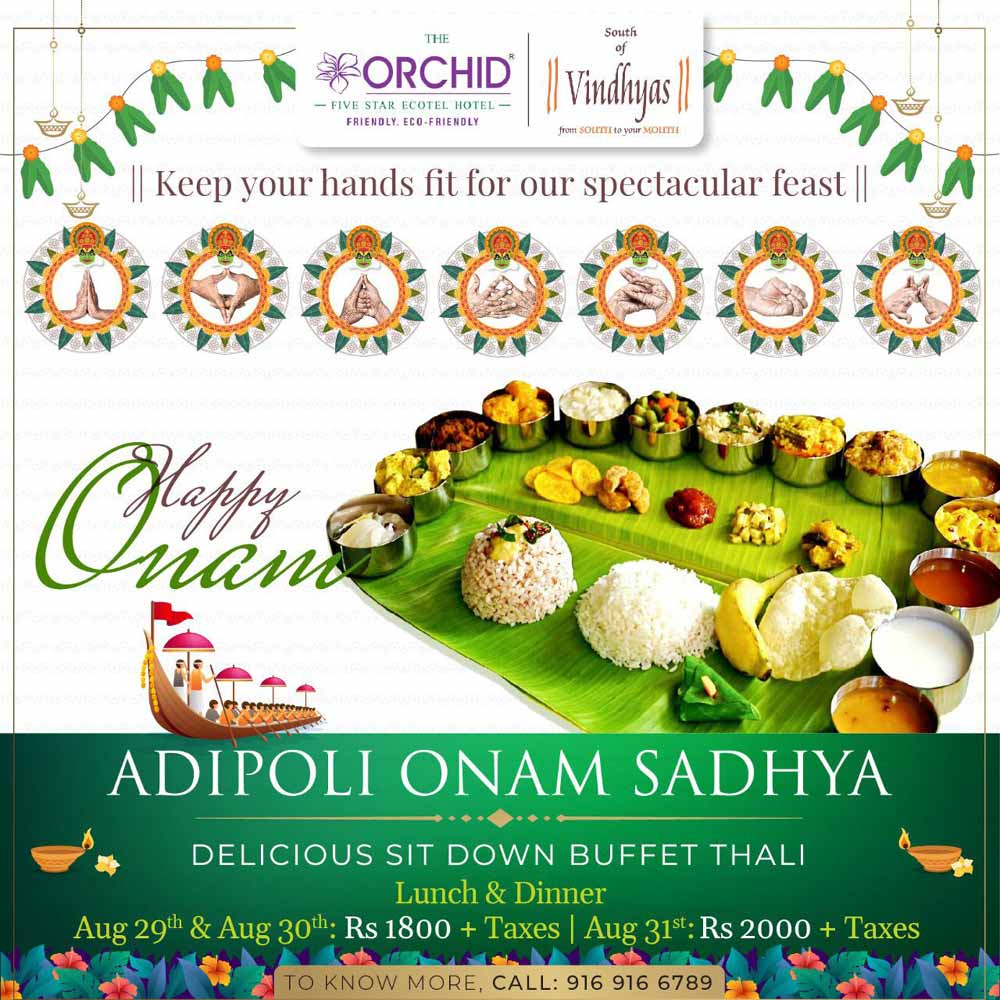 THE
ORCHID®
FIVE STAR ECOTEL HOTEL
FRIENDLY. ECO-FRIENDLY
South
of
|| Vindhyas ||
from SOUTH to your MOUTH
|| Keep your hands fit for our spectacular feast ||
Happy
Onam
ADIPOLI ONAM SADHYA
DELICIOUS SIT DOWN BUFFET THALI
Lunch & Dinner
Aug 29th & Aug 30th: Rs 1800 + Taxes | Aug 31st: Rs 2000 + Taxes
TO KNOW MORE, CALL: 916 916 6789